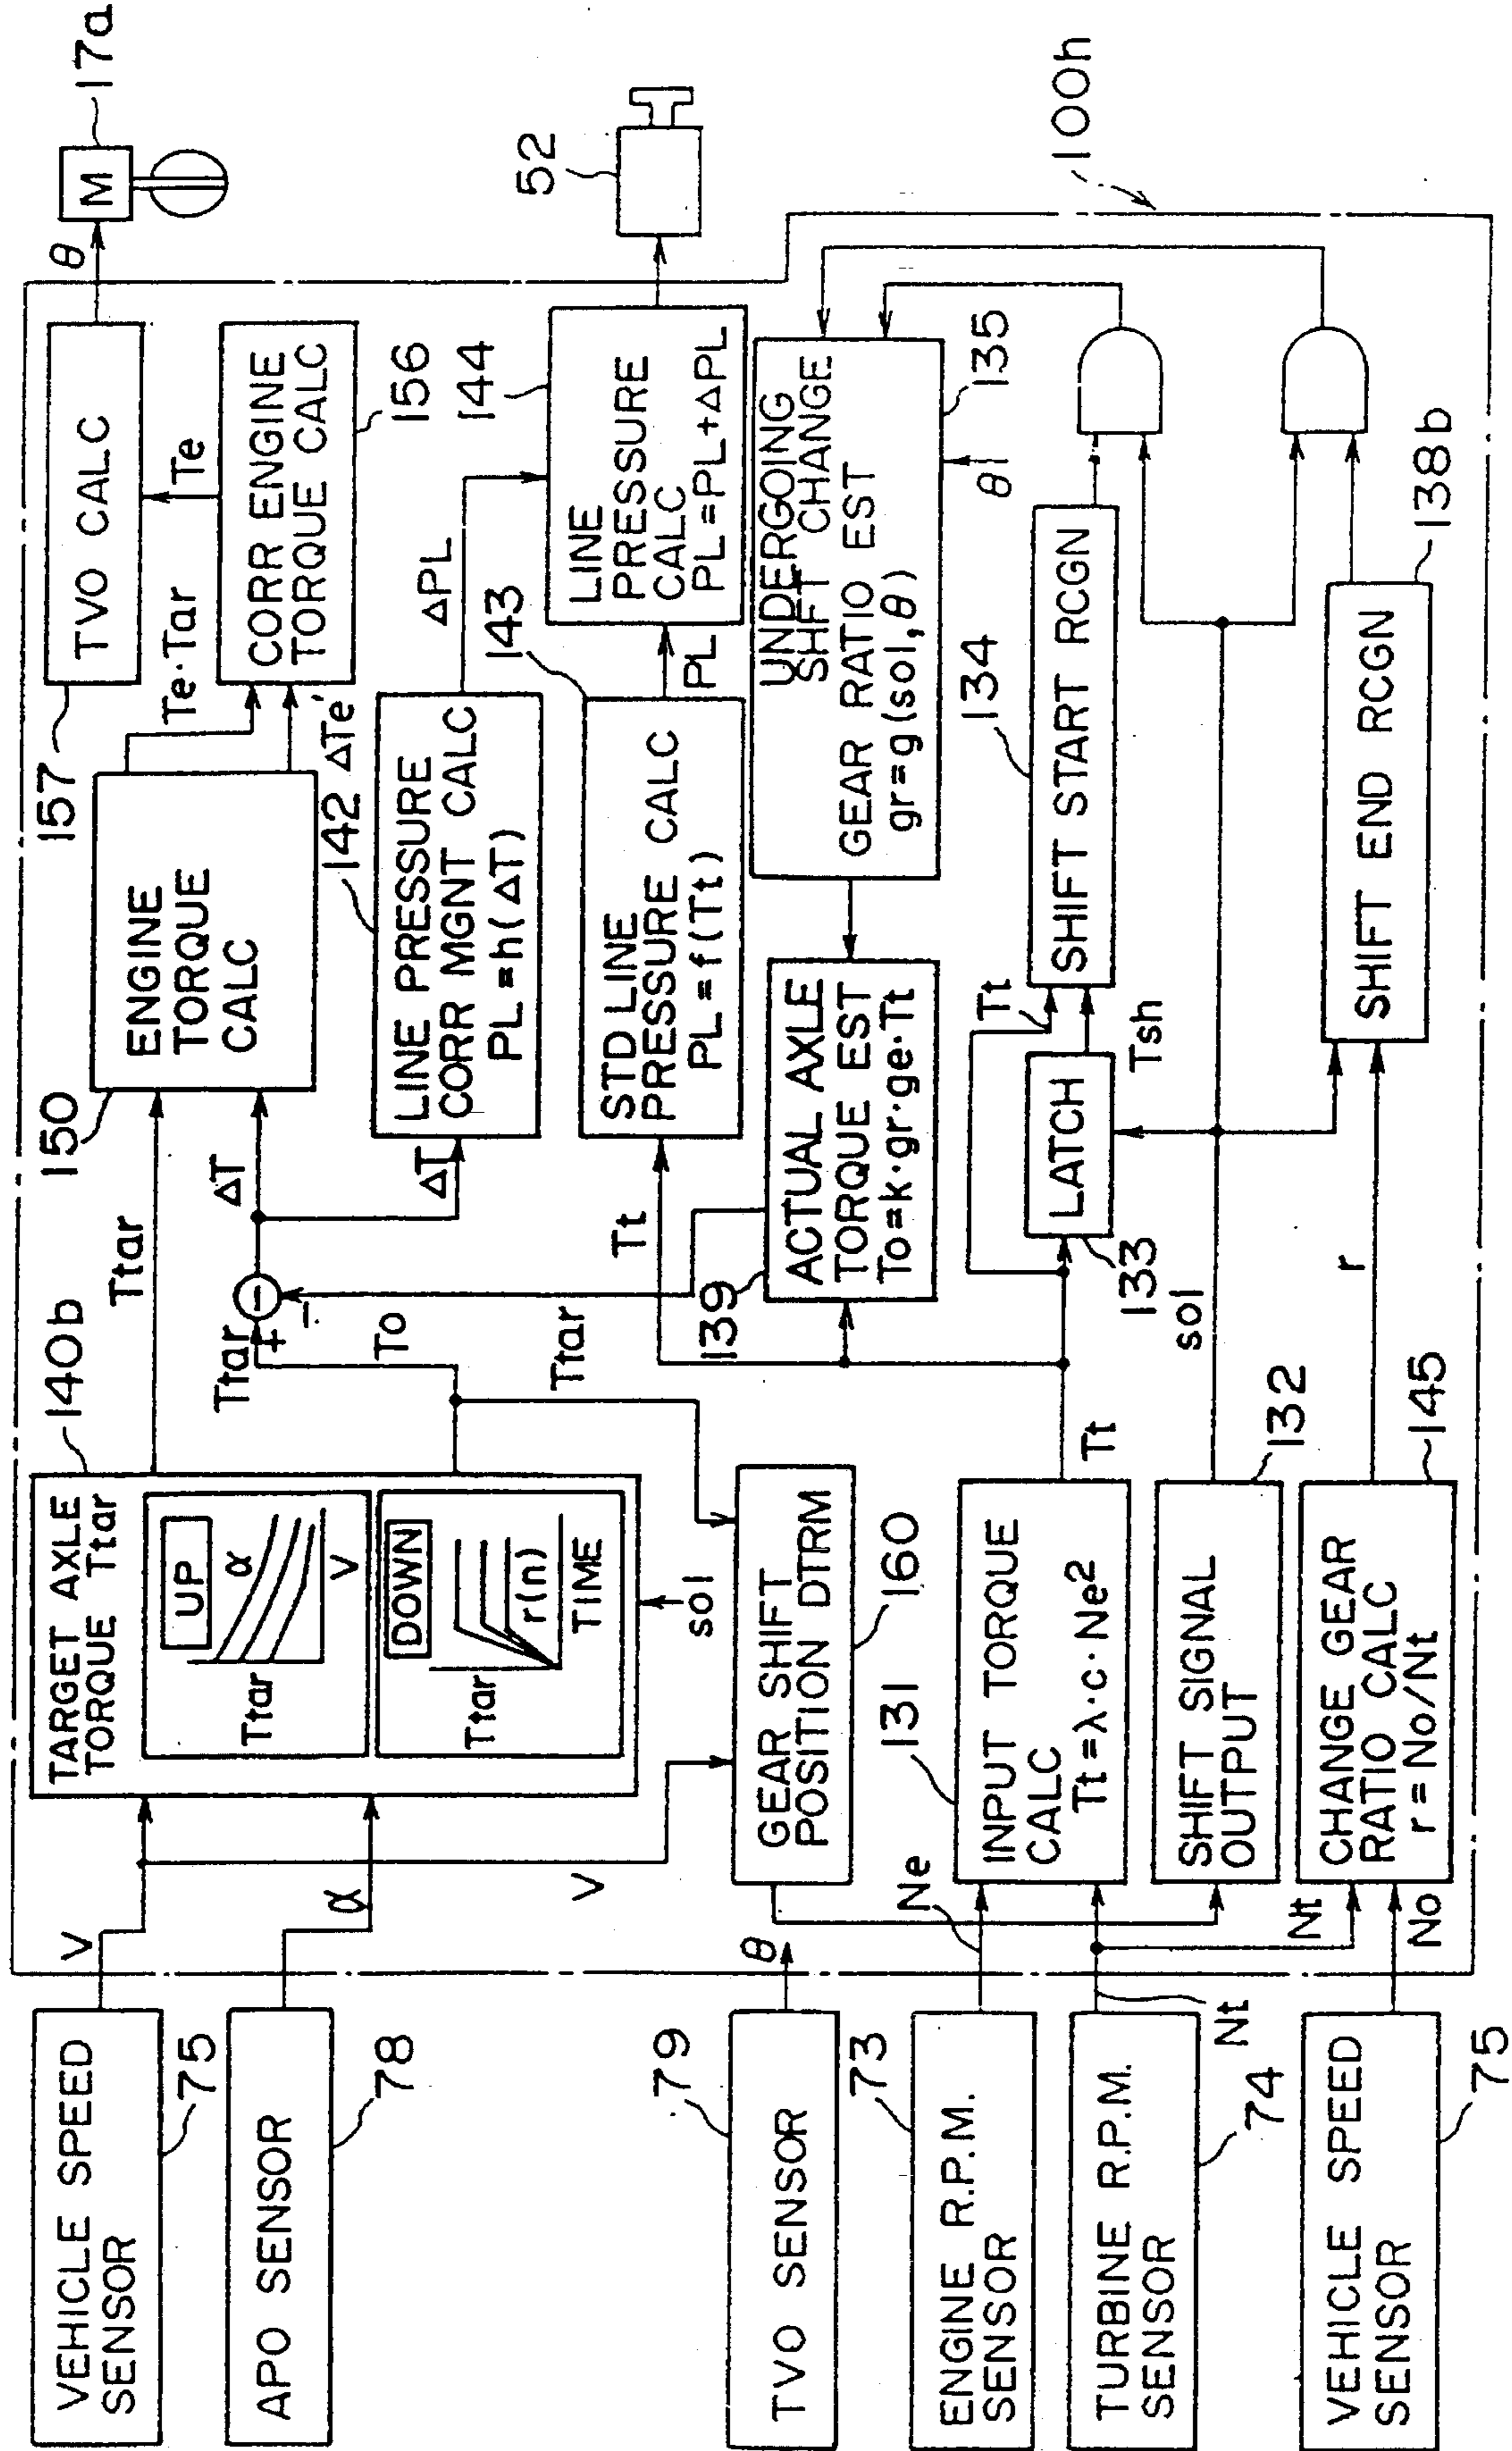 VEHICLE SPEED
SENSOR
75
APO SENSOR
78
TVO SENSOR
79
ENGINE R.P.M.
SENSOR
73
TURBINE R.P.M.
SENSOR
74
VEHICLE SPEED
SENSOR
75
V
α
V
θ
Ne
Nt
Nt
No
TARGET AXLE
TORQUE Ttar
140b
UP
Ttar
α
V
DOWN
Ttar
r(n)
TIME
sol
GEAR SHIFT
POSITION DTRM
160
131
INPUT TORQUE
CALC
Tt=λ·c·Ne²
SHIFT SIGNAL
OUTPUT
132
CHANGE GEAR
RATIO CALC
r=No/Nt
145
Ttar
Ttar
+
−
−
To
Ttar
ΔT
ΔT
Tt
Tt
sol
r
150
ENGINE
TORQUE
CALC
142
LINE PRESSURE
CORR MGNT CALC
PL=h(ΔT)
143
STD LINE
PRESSURE CALC
PL=f(Tt)
139
ACTUAL AXLE
TORQUE EST
To=k·gr·ge·Tt
LATCH
133
Tt
Tsh
157
Te·Tar
ΔTe'
Te
TVO CALC
CORR ENGINE
TORQUE CALC
156
ΔPL
PL
144
LINE
PRESSURE
CALC
PL=PL+ΔPL
UNDERGOING
SHIFT CHANGE
GEAR RATIO EST
gr=g(sol,θ)
135
θ
134
SHIFT START RCGN
SHIFT END RCGN
138b
θ
M
17a
52
100h